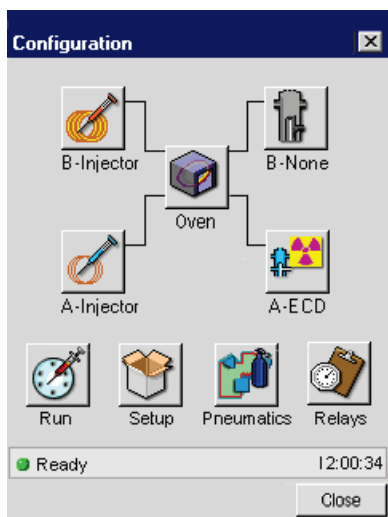 Configuration
B-Injector
B-None
Oven
A-Injector
A-ECD
Run
Setup
Pneumatics
Relays
Ready
12:00:34
Close